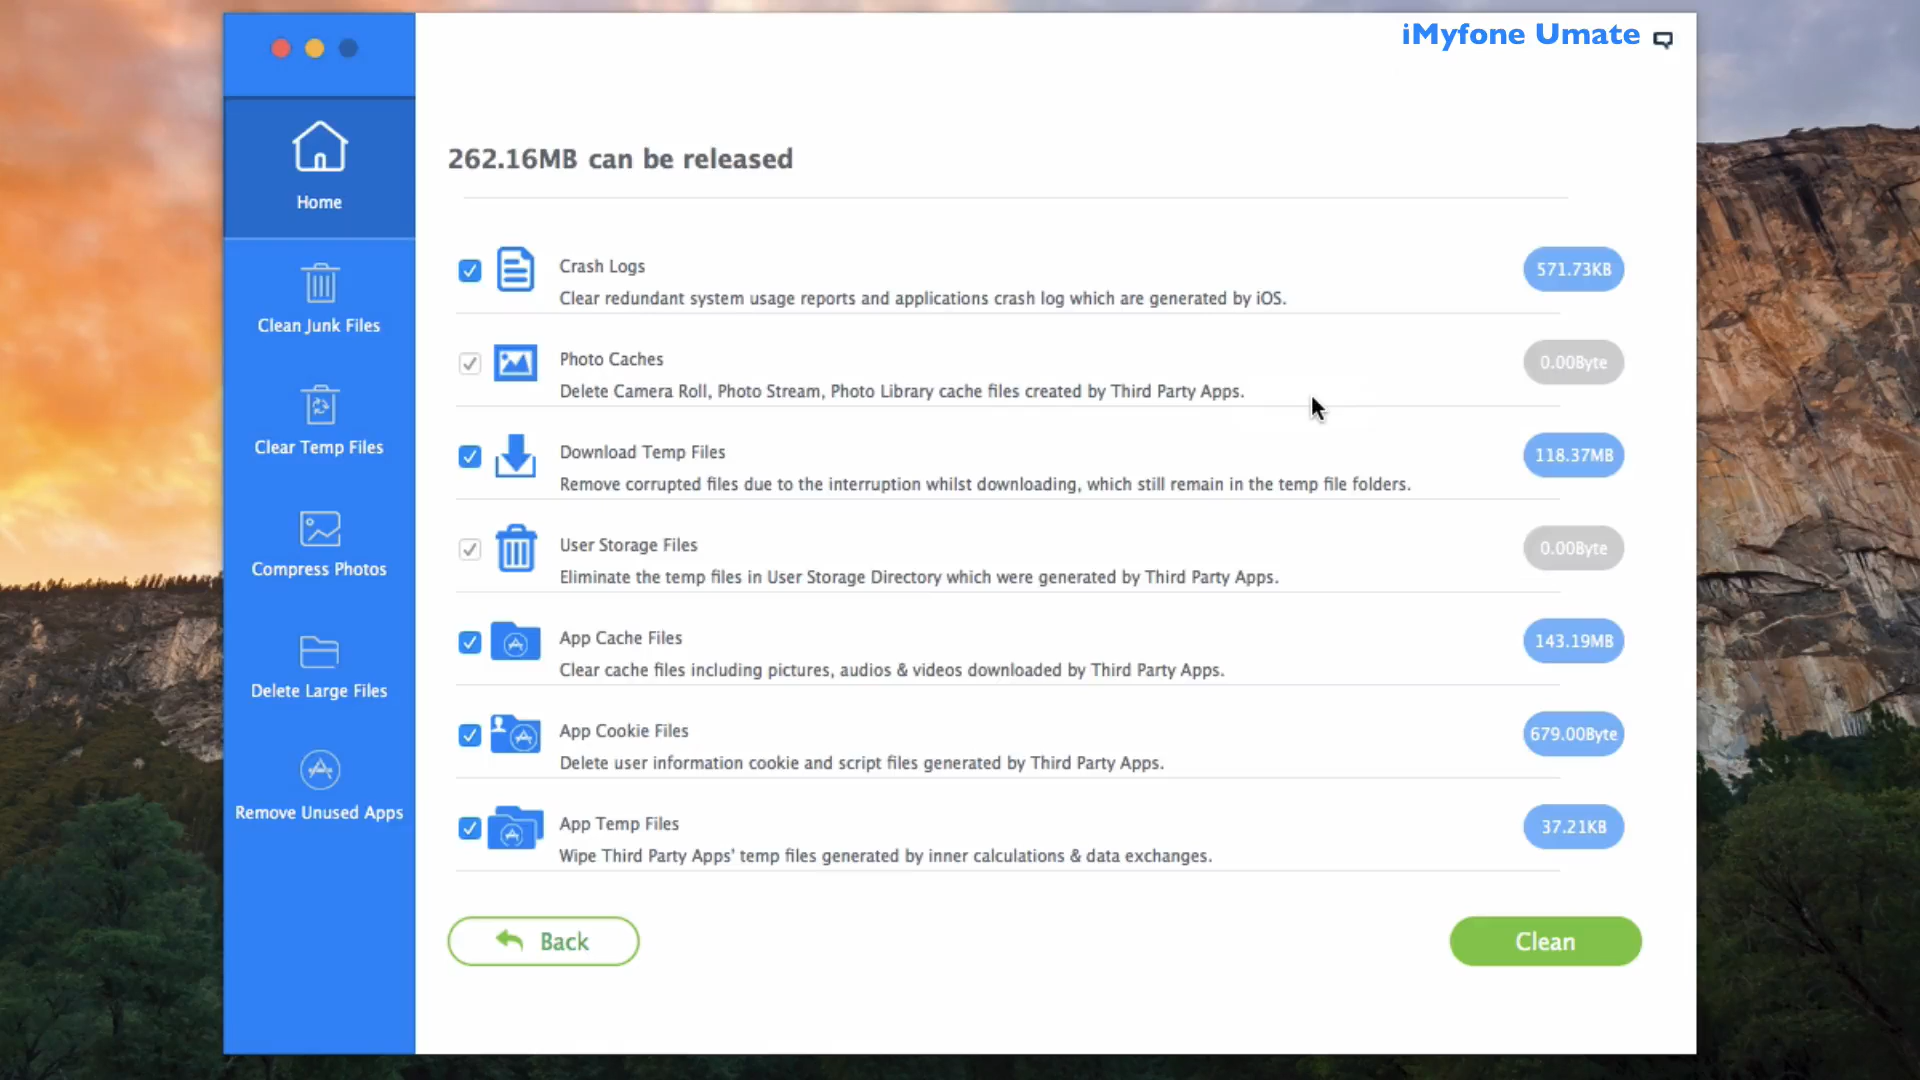 iMyfone Umate
Home
Clean Junk Files
Clear Temp Files
Compress Photos
Delete Large Files
Remove Unused Apps
262.16MB can be released
Crash Logs
Clear redundant system usage reports and applications crash log which are generated by iOS.
571.73KB
Photo Caches
Delete Camera Roll, Photo Stream, Photo Library cache files created by Third Party Apps.
0.00Byte
Download Temp Files
Remove corrupted files due to the interruption whilst downloading, which still remain in the temp file folders.
118.37MB
User Storage Files
Eliminate the temp files in User Storage Directory which were generated by Third Party Apps.
0.00Byte
App Cache Files
Clear cache files including pictures, audios & videos downloaded by Third Party Apps.
143.19MB
App Cookie Files
Delete user information cookie and script files generated by Third Party Apps.
679.00Byte
App Temp Files
Wipe Third Party Apps' temp files generated by inner calculations & data exchanges.
37.21KB
Back
Clean